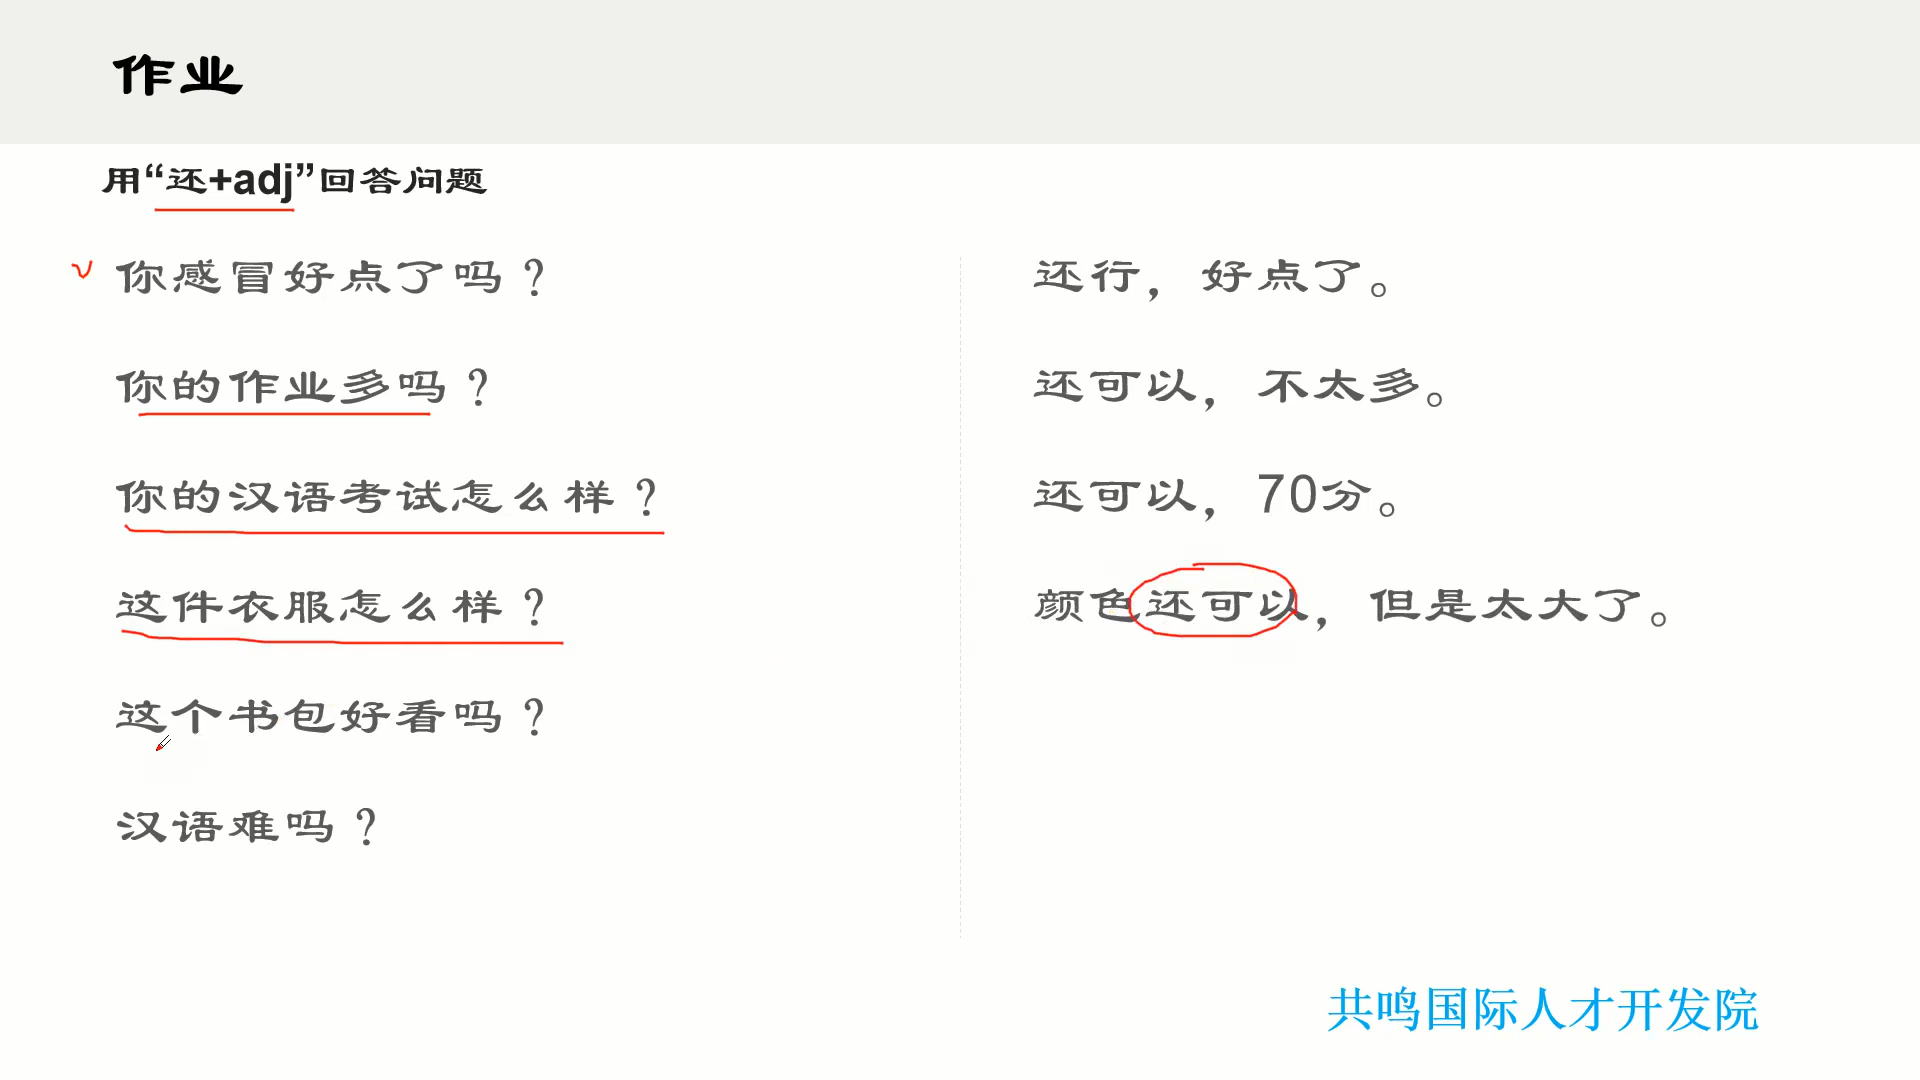 作业
用“还+adj”回答问题
你感冒好点了吗？
还行，好点了。
你的作业多吗？
还可以，不太多。
你的汉语考试怎么样？
还可以，70分。
这件衣服怎么样？
颜色还可以，但是太大了。
这个书包好看吗？
汉语难吗？
共鸣国际人才开发院